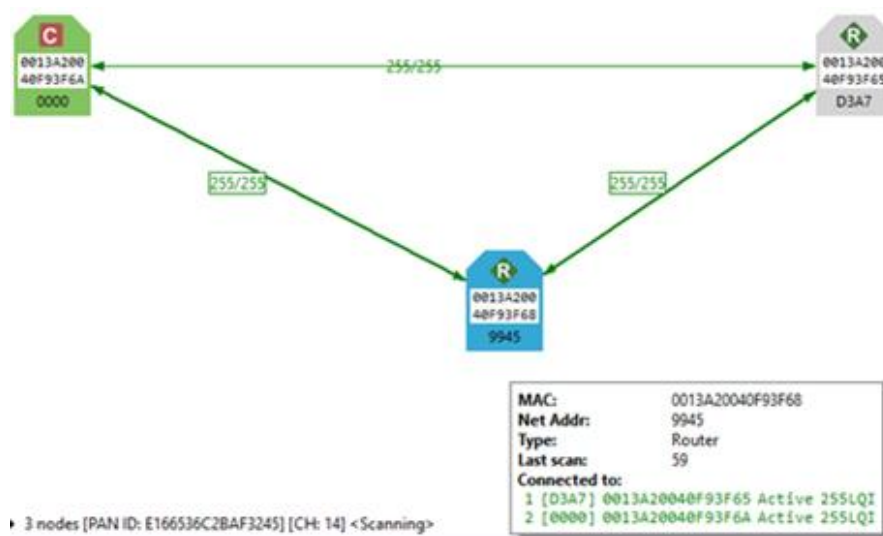 C
0013A200
40F93F6A
0000
255/255
R
0013A200
40F93F65
D3A7
255/255
255/255
R
0013A200
40F93F68
9945
MAC: 0013A20040F93F68
Net Addr: 9945
Type: Router
Last scan: 59
Connected to:
1 [D3A7] 0013A20040F93F65 Active 255LQI
2 [0000] 0013A20040F93F6A Active 255LQI
3 nodes [PAN ID: E166536C2BAF3245] [CH: 14] <Scanning>